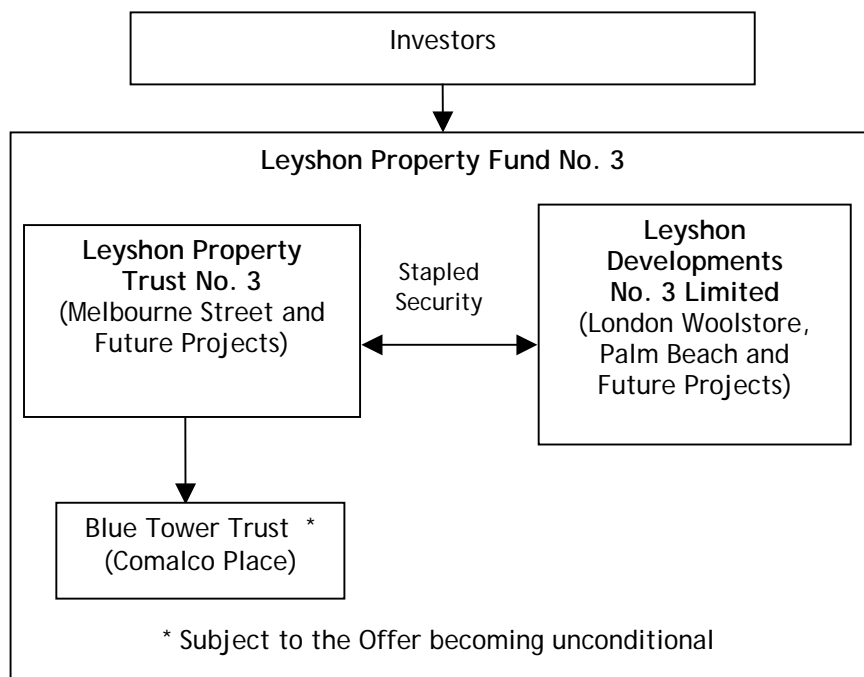 Investors
Leyshon Property Fund No. 3
Leyshon Property
Trust No. 3
(Melbourne Street and
Future Projects)
Stapled
Security
Leyshon
Developments
No. 3 Limited
(London Woolstore,
Palm Beach and
Future Projects)
Blue Tower Trust *
(Comalco Place)
* Subject to the Offer becoming unconditional